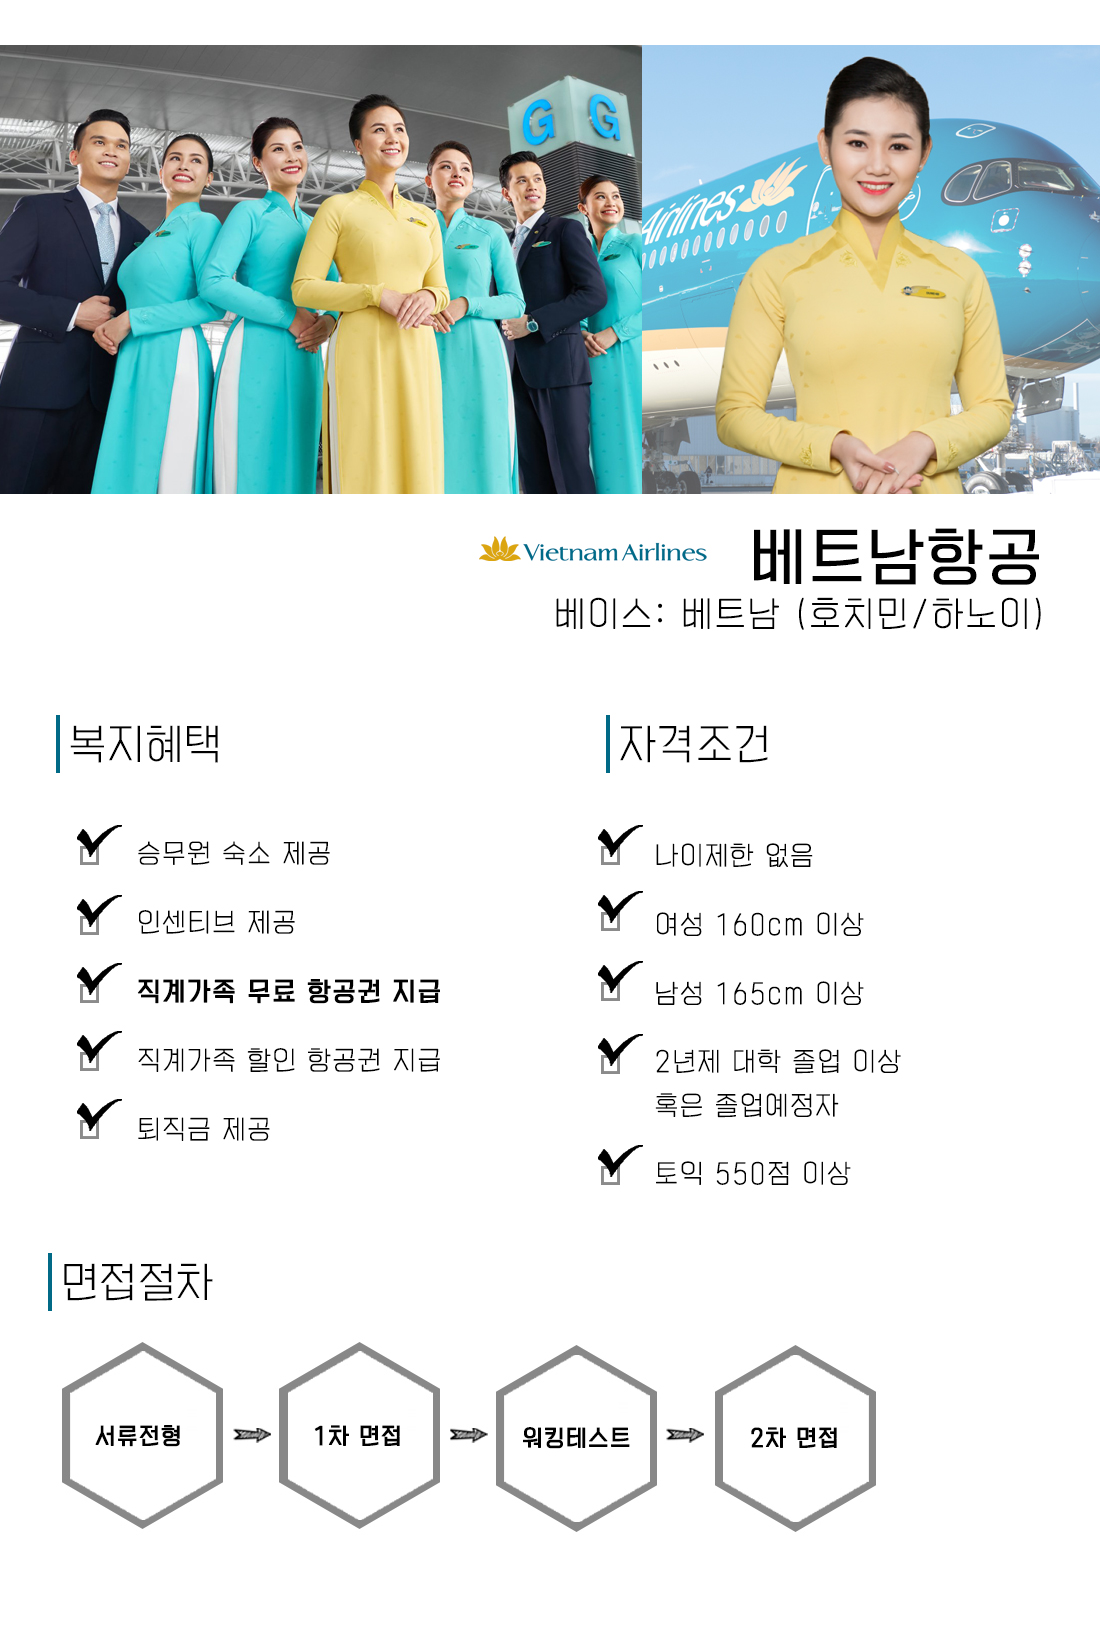 G G
Airlines
Vietnam Airlines
베트남항공
베이스: 베트남 (호치민/하노이)
복지혜택
승무원 숙소 제공
인센티브 제공
직계가족 무료 항공권 지급
직계가족 할인 항공권 지급
퇴직금 제공
자격조건
나이제한 없음
여성 160cm 이상
남성 165cm 이상
2년제 대학 졸업 이상
혹은 졸업예정자
토익 550점 이상
면접절차
서류전형
1차 면접
워킹테스트
2차 면접